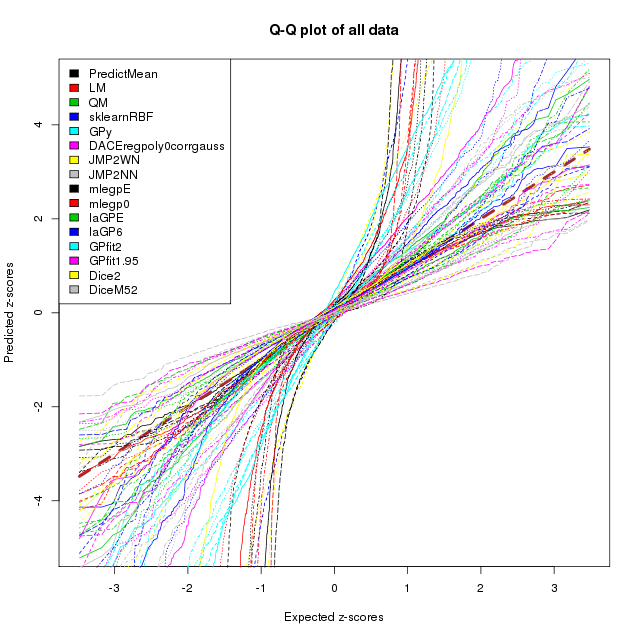 Q-Q plot of all data
PredictMean
LM
QM
sklearnRBF
GPy
DACEregpoly0corrgauss
JMP2WN
JMP2NN
mlegpE
mlegp0
laGPE
laGP6
GPfit2
GPfit1.95
Dice2
DiceM52
4
2
0
-2
-4
Predicted z-scores
-3 -2 -1 0 1 2 3
Expected z-scores